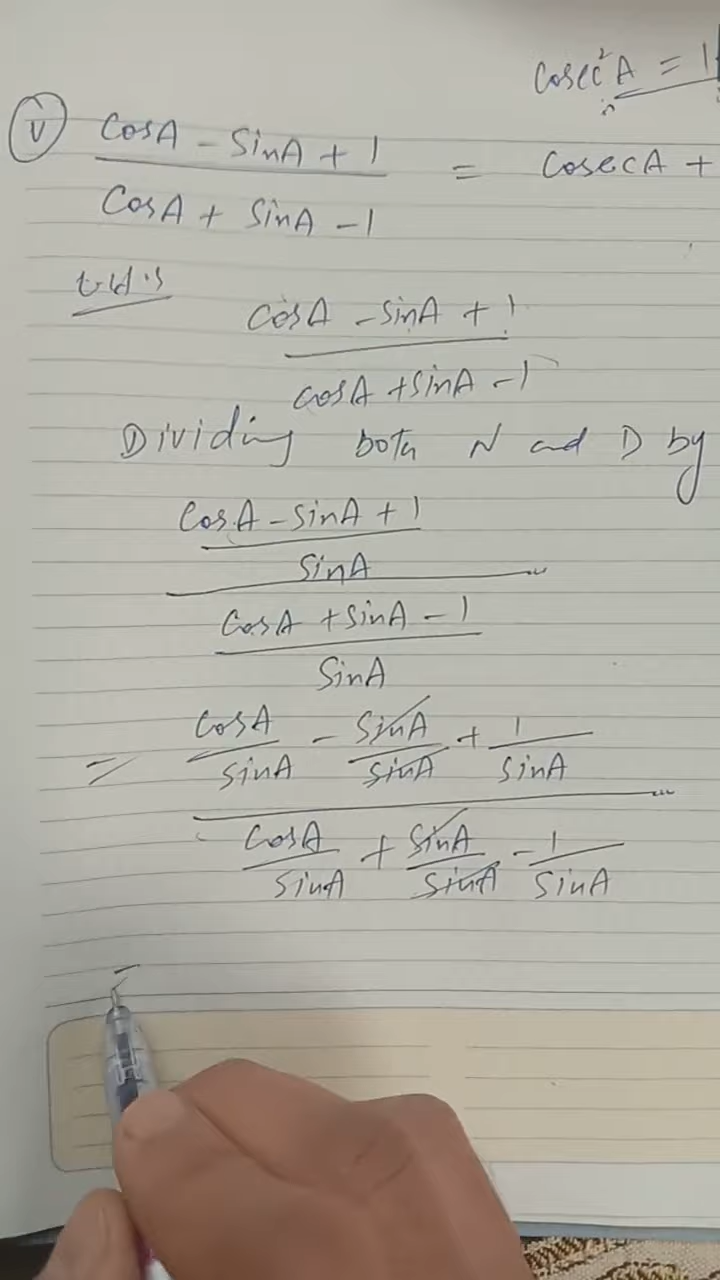 cosec²A = 1
(v) CosA - SinA + 1 = CosecA +
CosA + SinA - 1
cosA - sinA + 1
cosA + sinA - 1
Dividing both N and D by
cosA - sinA + 1
sinA
cosA + sinA - 1
SinA
= cosA - sinA + 1
sinA sinA sinA
cosA + sinA - 1
sinA sinA SinA
=